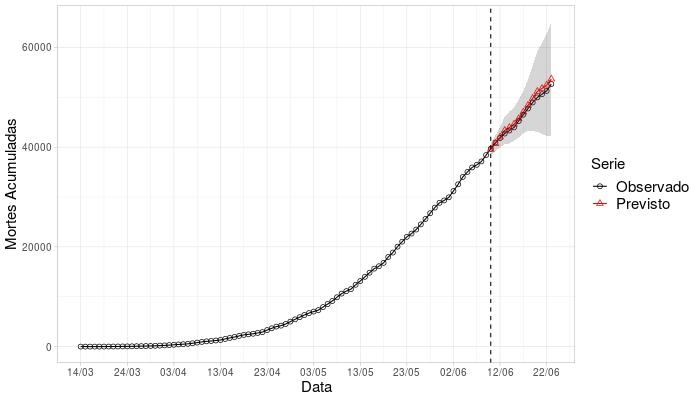 60000
40000
20000
0
Mortes Acumuladas
14/03 24/03 03/04 13/04 23/04 03/05 13/05 23/05 02/06 12/06 22/06
Data
Serie
Observado
Previsto